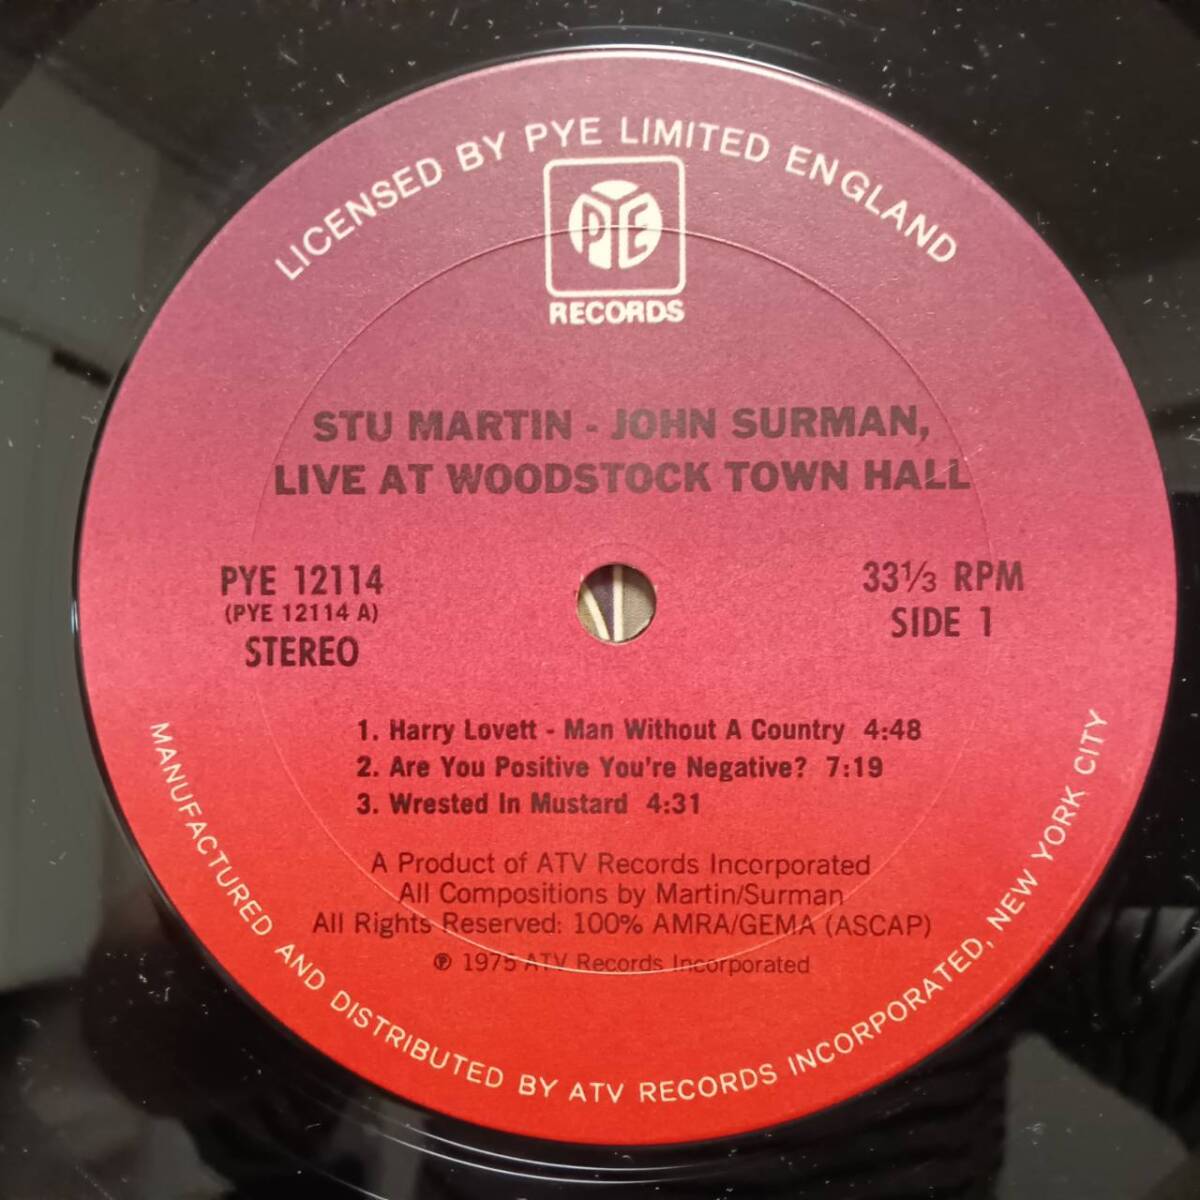 LICENSED BY PYE LIMITED ENGLAND
PYE
RECORDS
STU MARTIN - JOHN SURMAN,
LIVE AT WOODSTOCK TOWN HALL
PYE 12114
(PYE 12114 A)
STEREO
33⅓ RPM
SIDE 1
1. Harry Lovett - Man Without A Country 4:48
2. Are You Positive You're Negative? 7:19
3. Wrested In Mustard 4:31
A Product of ATV Records Incorporated
All Compositions by Martin/Surman
All Rights Reserved: 100% AMRA/GEMA (ASCAP)
℗ 1975 ATV Records Incorporated
MANUFACTURED AND DISTRIBUTED BY ATV RECORDS INCORPORATED, NEW YORK CITY